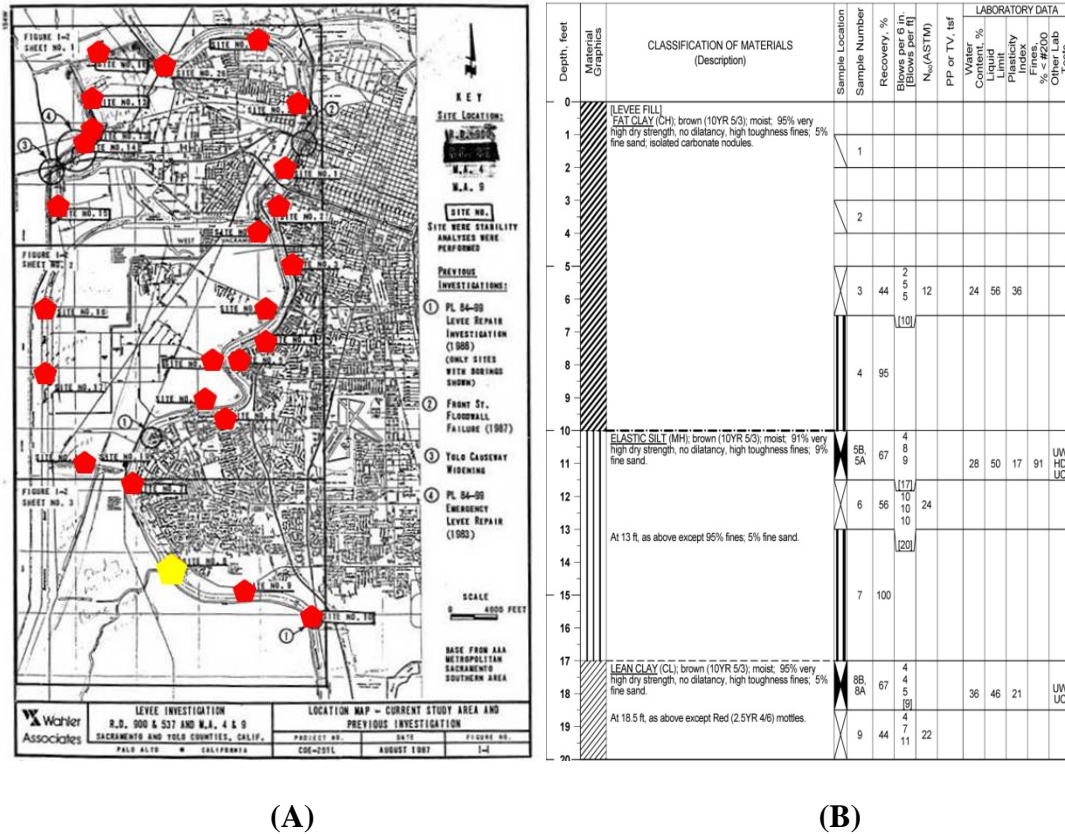 FIGURE 1-2
SHEET NO. 1
SITE NO.
SITE NO. 26
SITE NO. 14
SITE NO. 15
SITE NO. 1
SITE NO. 2
WEST SACRAMENTO
FIGURE 1-2
SHEET NO. 2
SITE NO. 16
SITE NO. 17
FIGURE 1-2
SHEET NO. 3
SITE NO. 9
SITE NO. 10
KEY
SITE LOCATION:
M.A. 4
M.A. 9
SITE NO.
SITE WERE STABILITY
ANALYSES WERE
PERFORMED
PREVIOUS
INVESTIGATIONS:
1 PL 84-99
LEVEE REPAIR
INVESTIGATION
(1986)
(ONLY SITES
WITH BORINGS
SHOWN)
2 FRONT ST.
FLOODWALL
FAILURE (1987)
3 YOLO CAUSEWAY
WIDENING
4 PL 84-99
EMERGENCY
LEVEE REPAIR
(1983)
SCALE
0 4000 FEET
BASE FROM AAA
METROPOLITAN
SACRAMENTO
SOUTHERN AREA
Wahler
Associates
LEVEE INVESTIGATION
R.D. 900 & 537 AND M.A. 4 & 9
SACRAMENTO AND YOLO COUNTIES, CALIF.
PALO ALTO • CALIFORNIA
LOCATION MAP - CURRENT STUDY AREA AND
PREVIOUS INVESTIGATION
PROJECT NO. DATE FIGURE NO.
COE-251L AUGUST 1987 1-1
(A)
LABORATORY DATA
Depth, feet
Material
Graphics
CLASSIFICATION OF MATERIALS
(Description)
Sample Location
Sample Number
Recovery, %
Blows per 6 in.
[Blows per ft]
N60(ASTM)
PP or TV, tsf
Water
Content, %
Liquid
Limit
Plasticity
Index
Fines,
% < #200
Other Lab
0
[LEVEE FILL]
FAT CLAY (CH); brown (10YR 5/3); moist; 95% very
high dry strength, no dilatancy, high toughness fines; 5%
fine sand; isolated carbonate nodules.
1
1
2
3
2
4
5
2
5
5
3 44 12 24 56 36
6
[10]
7
8
4 95
9
10
ELASTIC SILT (MH); brown (10YR 5/3); moist; 91% very
high dry strength, no dilatancy, high toughness fines; 9%
fine sand.
4
8
9
5B,
5A
67 28 50 17 91
UW
HD
UC
11
[17]
12
10
10
10
6 56 24
13
At 13 ft, as above except 95% fines; 5% fine sand.
[20]
14
15
7 100
16
17
LEAN CLAY (CL); brown (10YR 5/3); moist; 95% very
high dry strength, no dilatancy, high toughness fines; 5%
fine sand.
4
4
5
8B,
8A
67 36 46 21
UW
UC
18
[9]
At 18.5 ft, as above except Red (2.5YR 4/6) mottles.
19
4
7
11
9 44 22
20
(B)